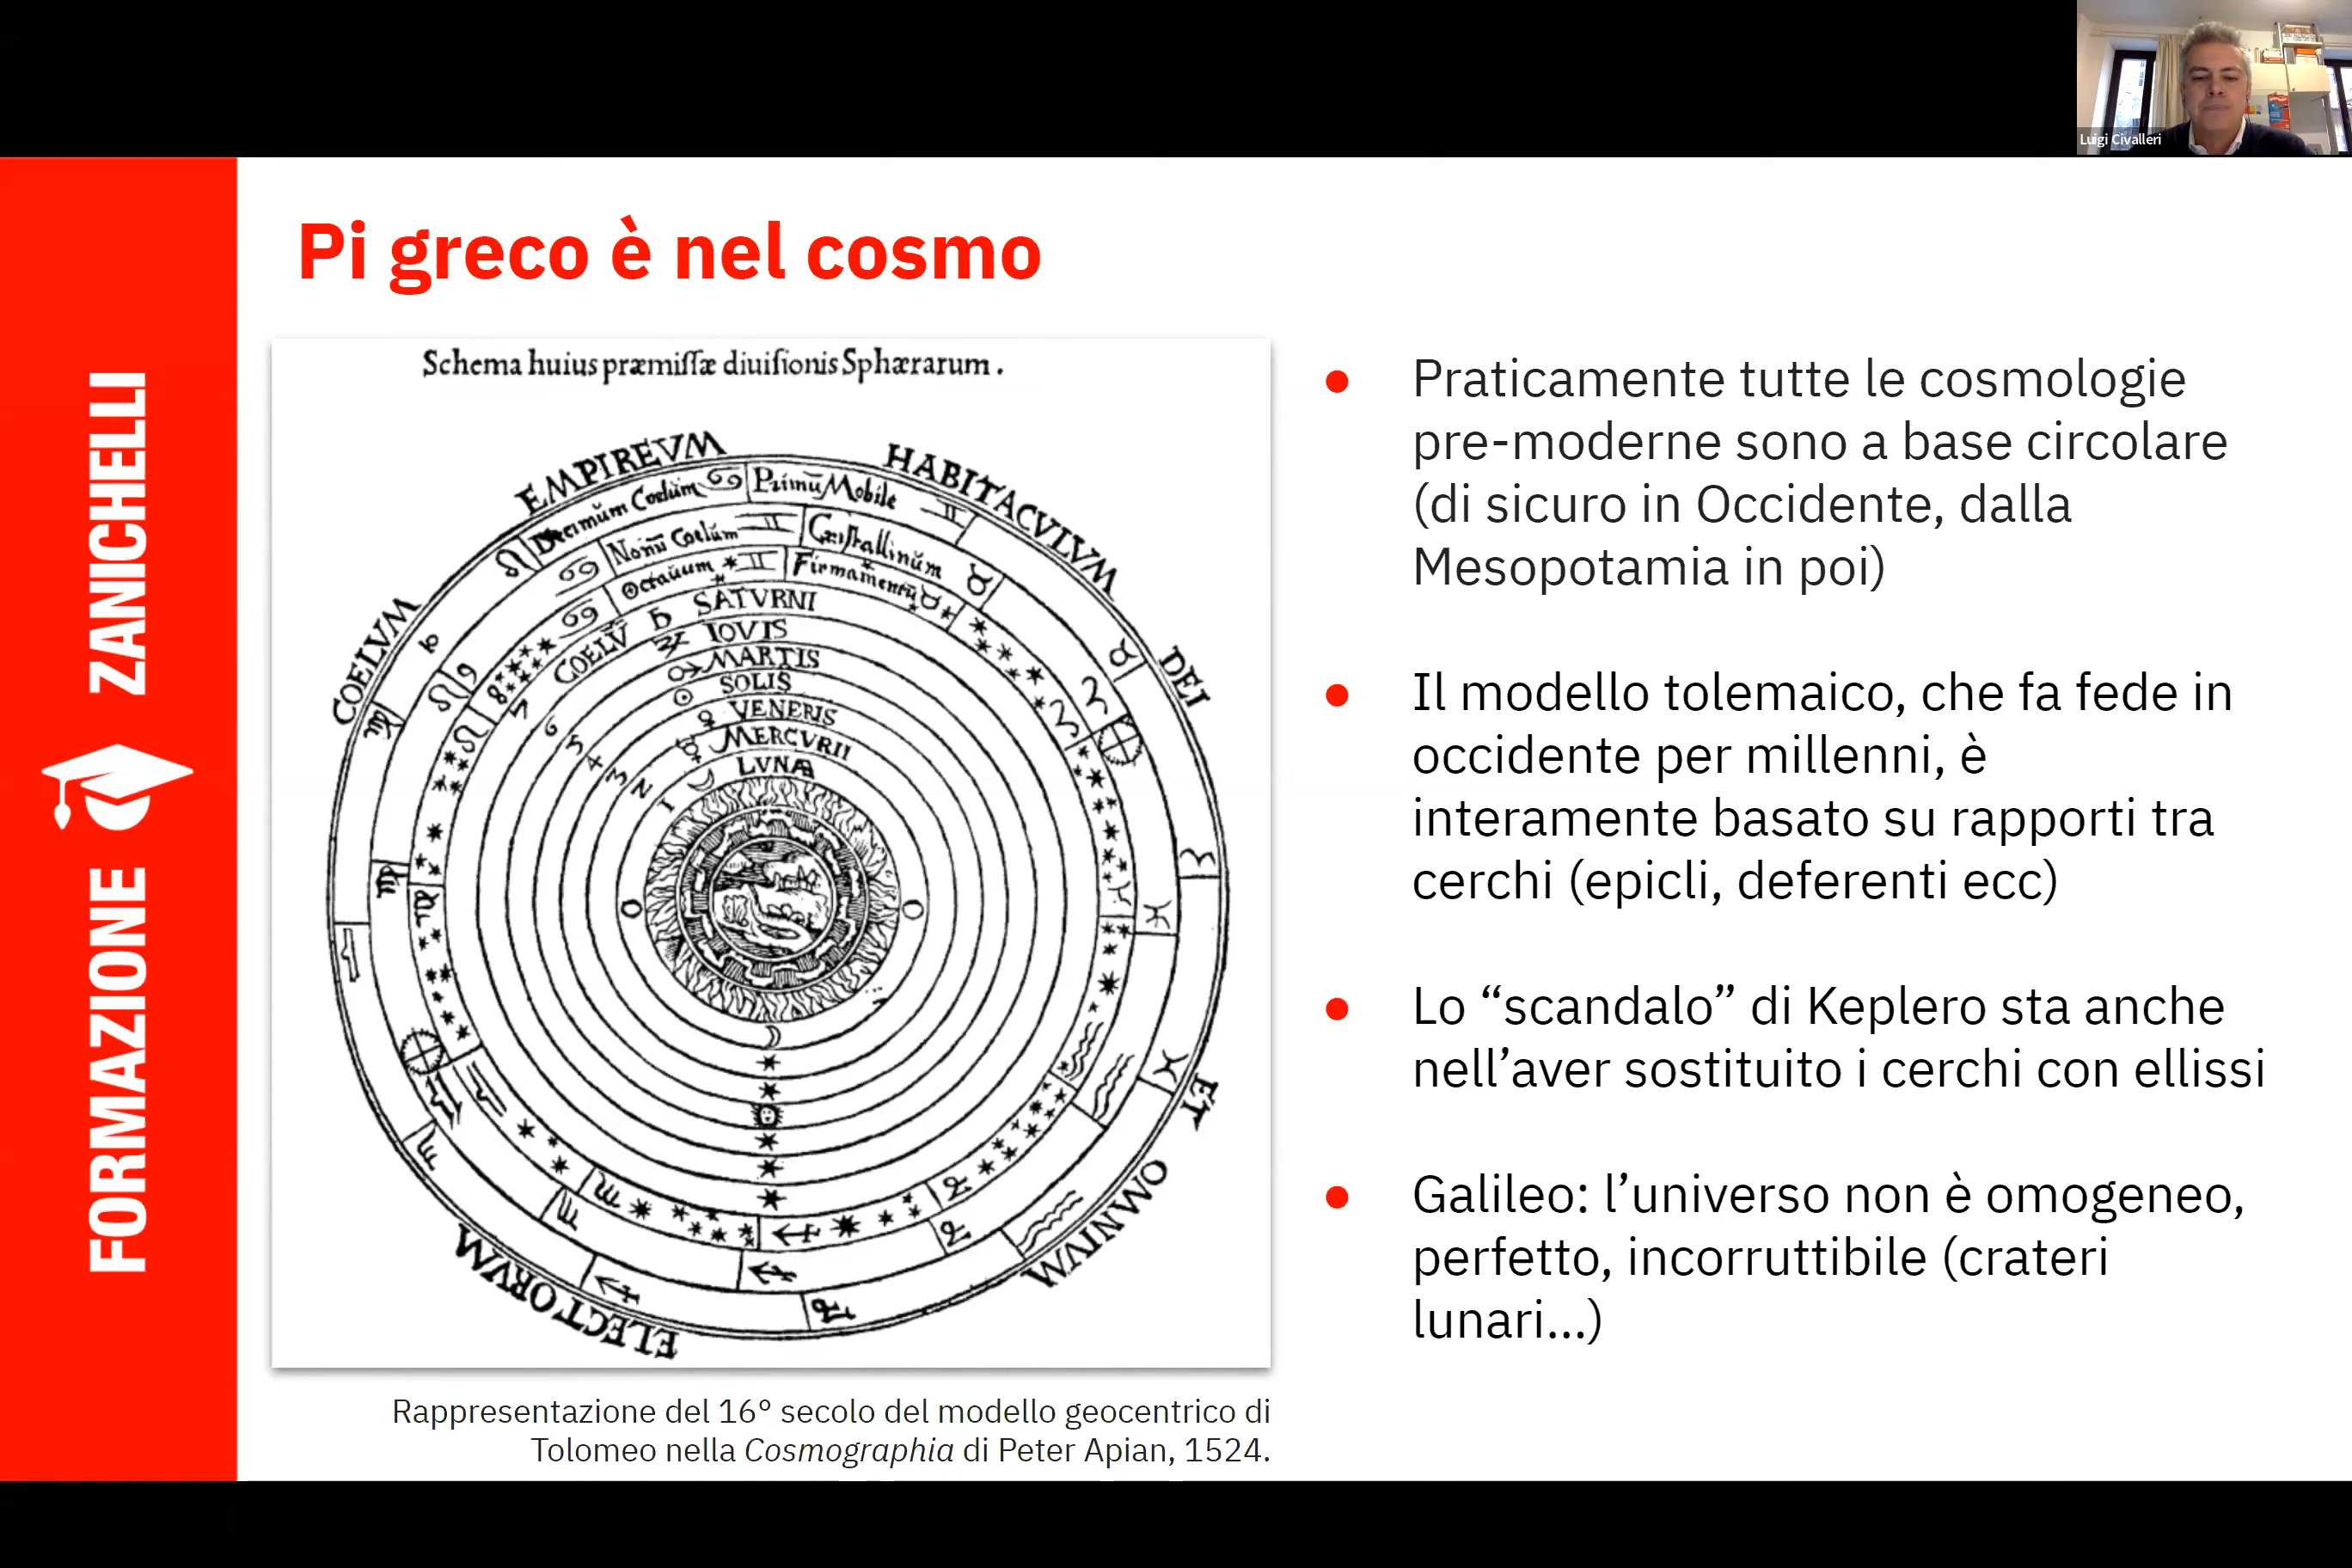 Luigi Civalleri
FORMAZIONE ZANICHELLI
Pi greco è nel cosmo
Schema huius præmiſſæ diuiſionis Sphærarum .
COELVM EMPIREVM HABITACVLVM DEI ET OMNIVM ELECTORVM
Decimum Coelum Primū Mobile
Nonū Coelum Cristallinum
Octauum Firmamentū
COELV̄ SATVRNI
IOVIS
MARTIS
SOLIS
VENERIS
MERCVRII
LVNÆ
Praticamente tutte le cosmologie
pre-moderne sono a base circolare
(di sicuro in Occidente, dalla
Mesopotamia in poi)
Il modello tolemaico, che fa fede in
occidente per millenni, è
interamente basato su rapporti tra
cerchi (epicli, deferenti ecc)
Lo “scandalo” di Keplero sta anche
nell’aver sostituito i cerchi con ellissi
Galileo: l’universo non è omogeneo,
perfetto, incorruttibile (crateri
lunari...)
Rappresentazione del 16° secolo del modello geocentrico di
Tolomeo nella Cosmographia di Peter Apian, 1524.